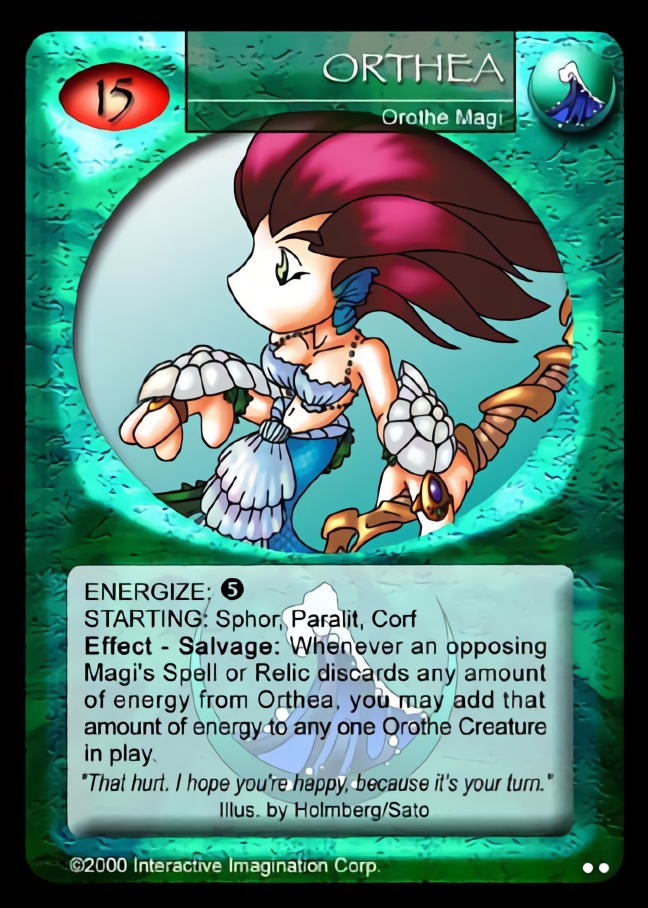 15
ORTHEA
Orothe Magi
ENERGIZE: 5
STARTING: Sphor, Paralit, Corf
Effect - Salvage: Whenever an opposing
Magi's Spell or Relic discards any amount
of energy from Orthea, you may add that
amount of energy to any one Orothe Creature
in play.
"That hurt. I hope you're happy, because it's your turn."
Illus. by Holmberg/Sato
©2000 Interactive Imagination Corp.